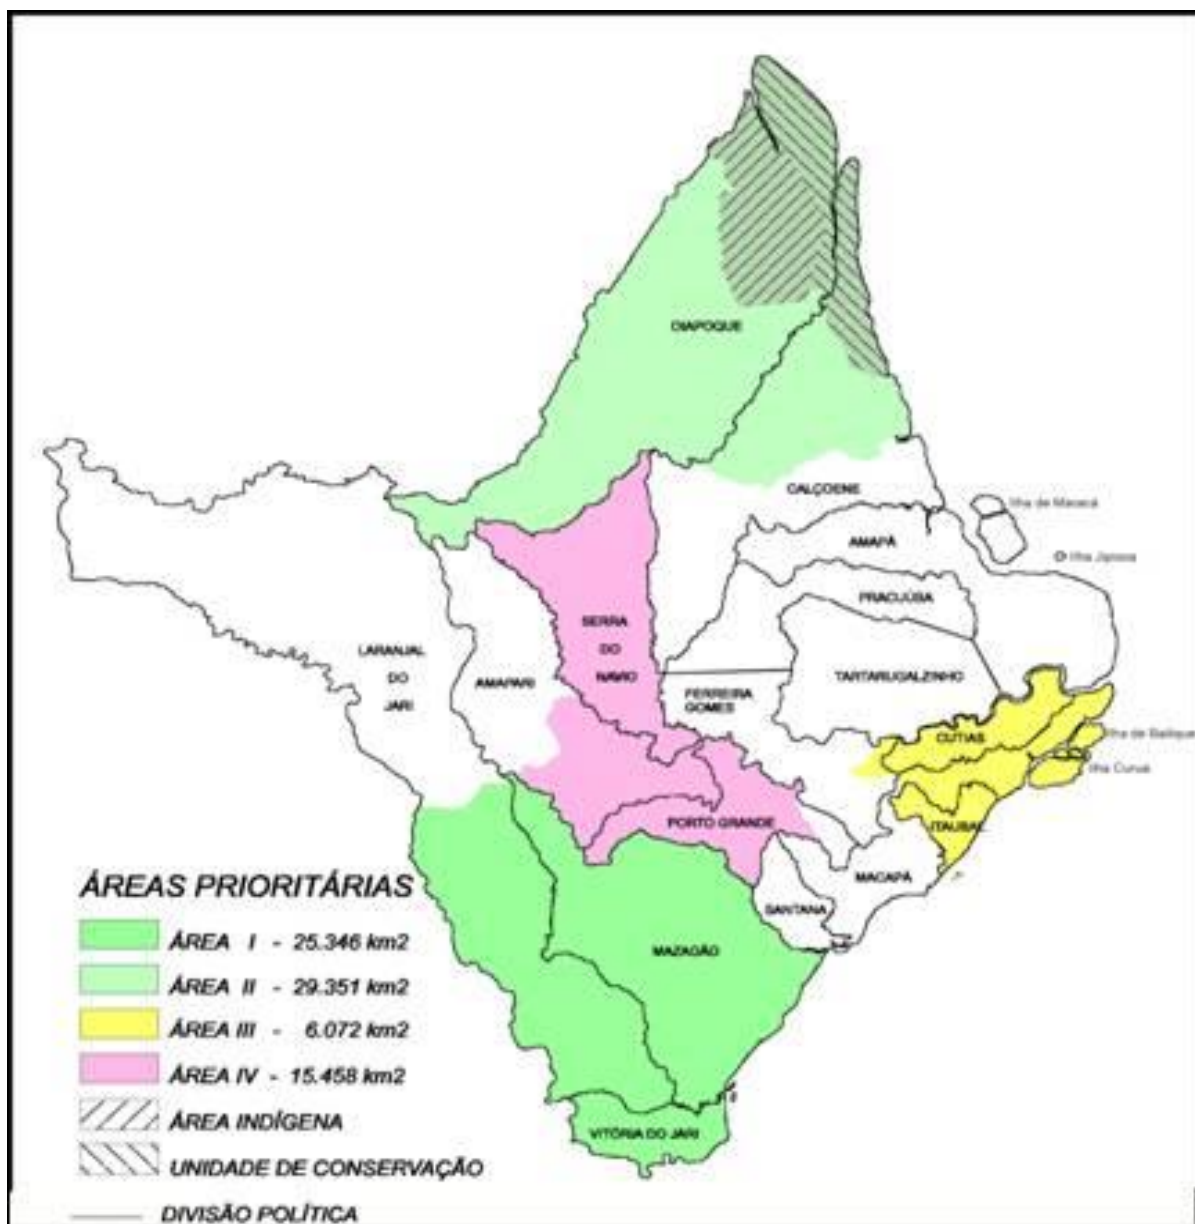 OIAPOQUE
CALÇOENE
Ilha de Maracá
AMAPÁ
Ilha Jipioca
PRACUÚBA
SERRA
DO
NAVIO
LARANJAL
DO
JARI
AMAPARI
TARTARUGALZINHO
FERREIRA
GOMES
CUTIAS
Ilha de Bailique
Ilha Curuá
PORTO GRANDE
ITAUBAL
MACAPÁ
SANTANA
MAZAGÃO
VITÓRIA DO JARI
ÁREAS PRIORITÁRIAS
ÁREA I - 25.346 km2
ÁREA II - 29.351 km2
ÁREA III - 6.072 km2
ÁREA IV - 15.458 km2
ÁREA INDÍGENA
UNIDADE DE CONSERVAÇÃO
DIVISÃO POLÍTICA